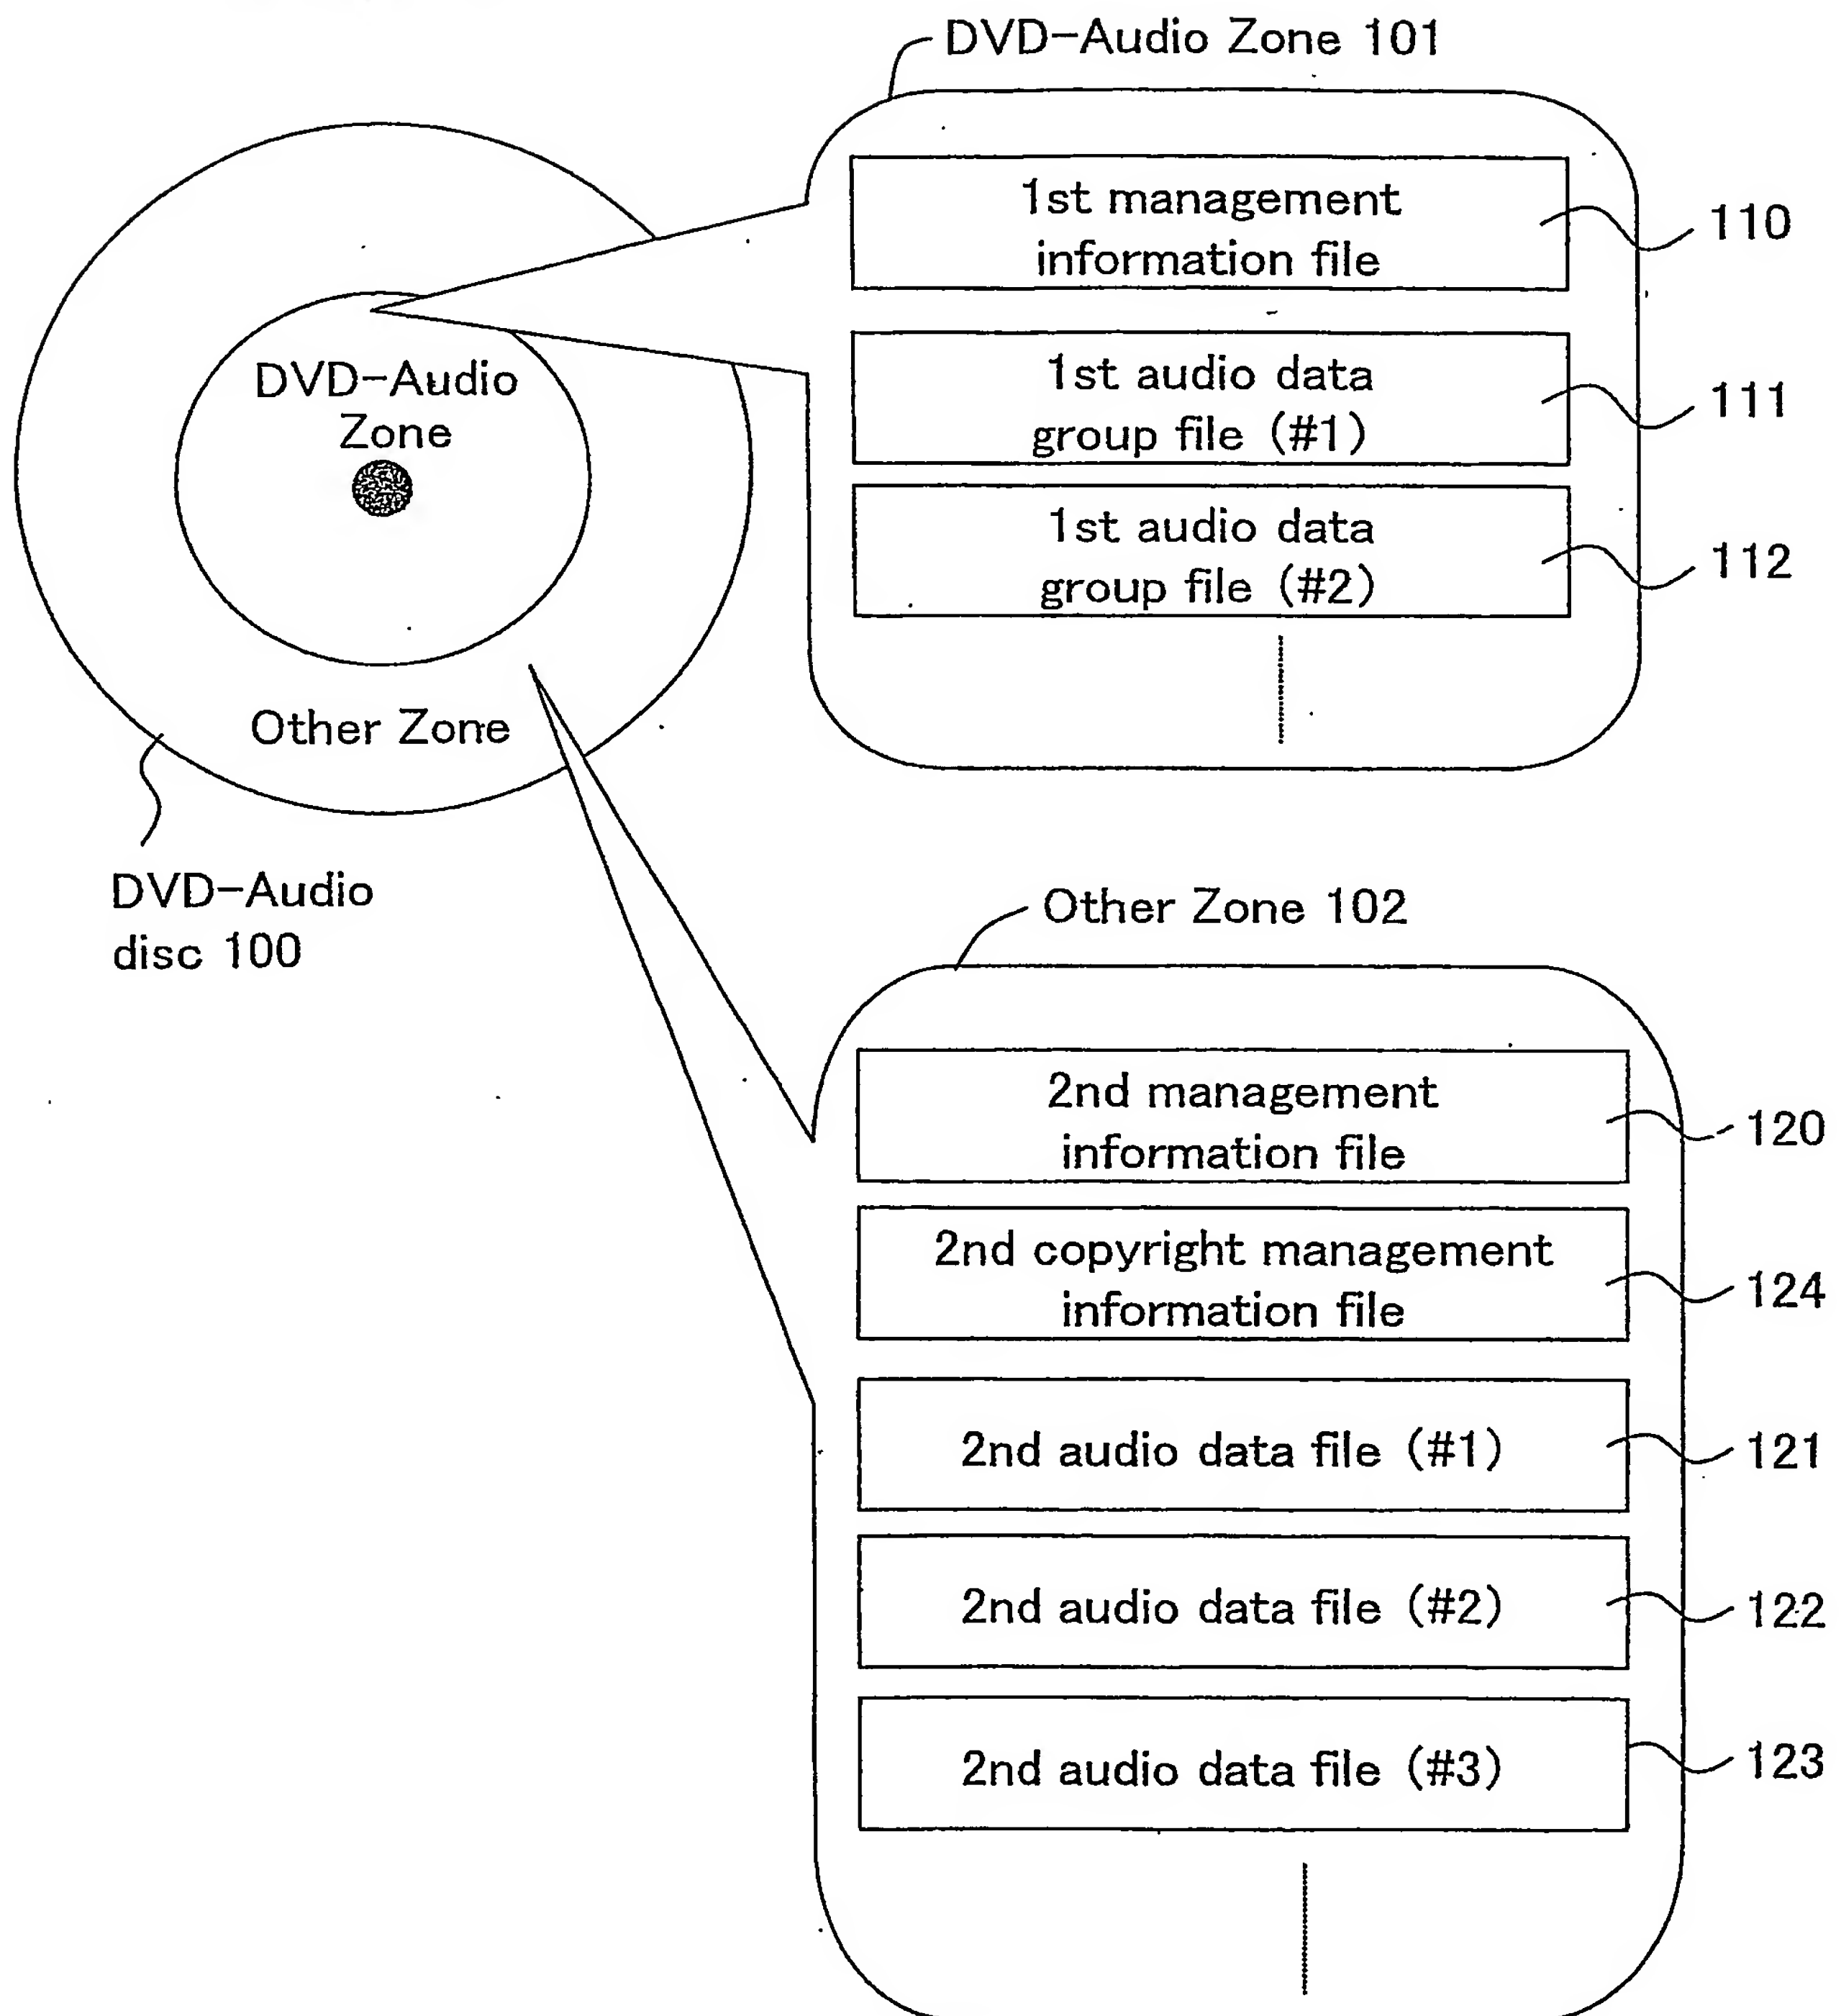 DVD-Audio Zone 101
1st management
information file
110
1st audio data
group file (#1)
111
1st audio data
group file (#2)
112
DVD-Audio
Zone
Other Zone
DVD-Audio
disc 100
Other Zone 102
2nd management
information file
120
2nd copyright management
information file
124
2nd audio data file (#1)
121
2nd audio data file (#2)
122
2nd audio data file (#3)
123